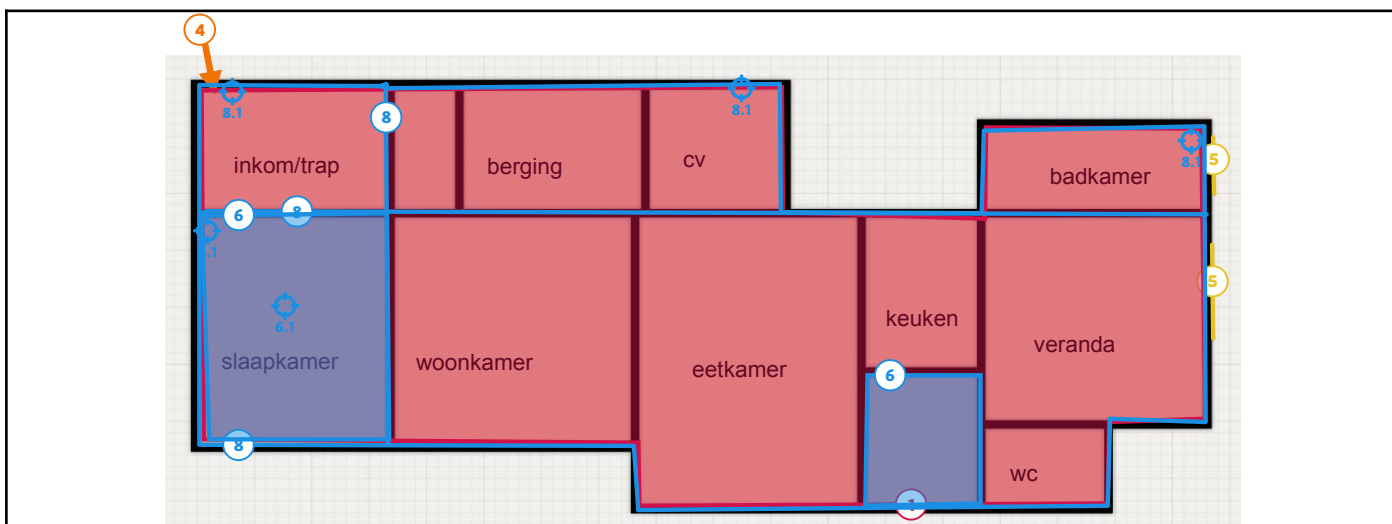 4
8.1
8
8.1
inkom/trap
berging
cv
badkamer
8.1
5
6
8
.1
6.1
slaapkamer
woonkamer
eetkamer
keuken
veranda
5
6
8
wc
1